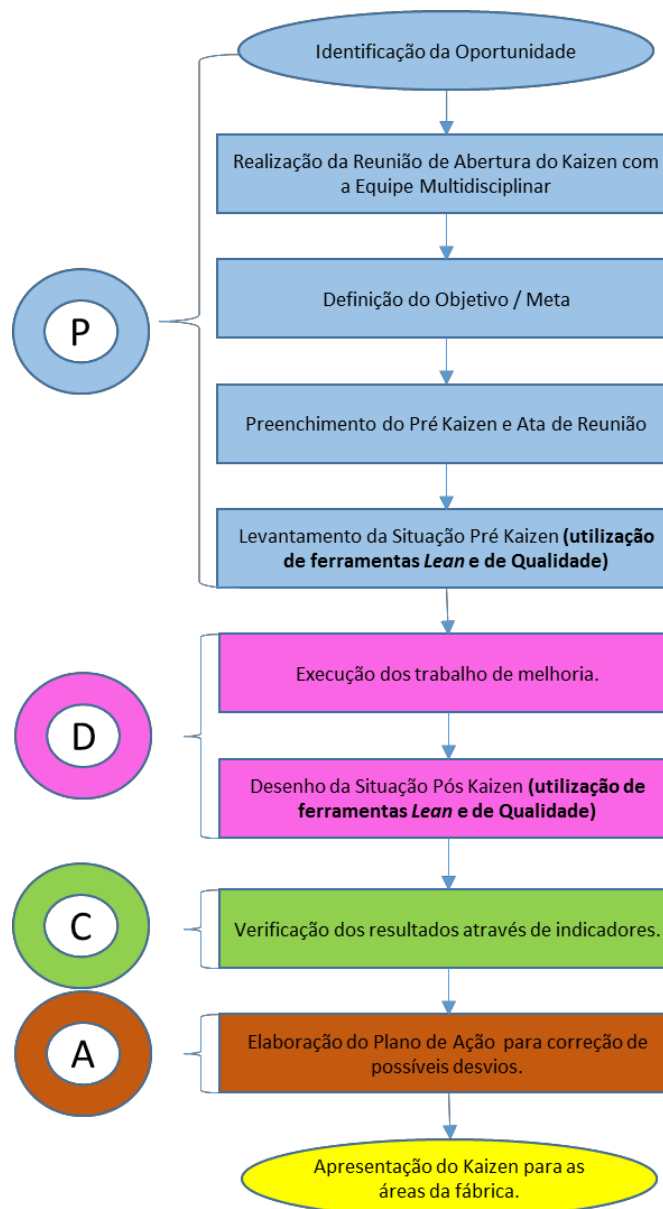 Identificação da Oportunidade
Realização da Reunião de Abertura do Kaizen com
a Equipe Multidisciplinar
Definição do Objetivo / Meta
P
Preenchimento do Pré Kaizen e Ata de Reunião
Levantamento da Situação Pré Kaizen (utilização
de ferramentas Lean e de Qualidade)
Execução dos trabalho de melhoria.
D
Desenho da Situação Pós Kaizen (utilização de
ferramentas Lean e de Qualidade)
C
Verificação dos resultados através de indicadores.
A
Elaboração do Plano de Ação para correção de
possíveis desvios.
Apresentação do Kaizen para as
áreas da fábrica.